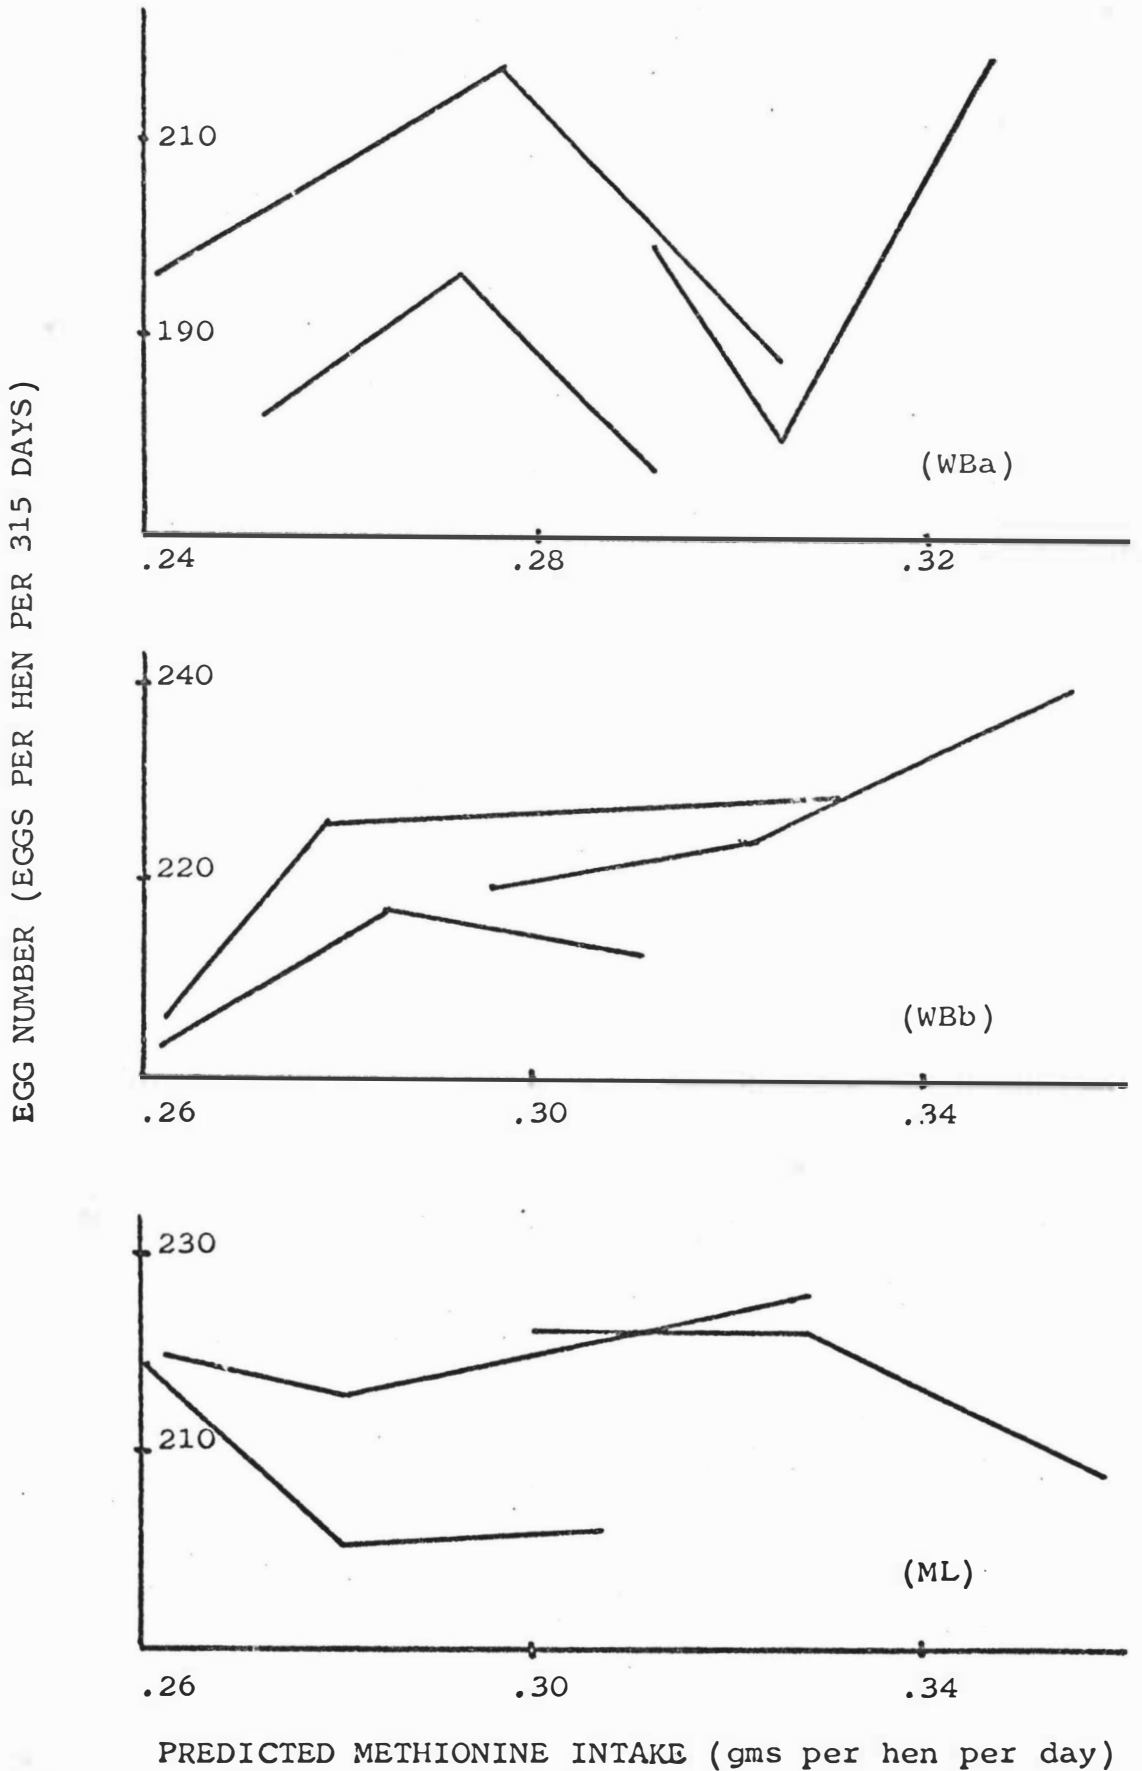 210
190
(WBa)
.24 .28 .32
EGG NUMBER (EGGS PER HEN PER 315 DAYS)
240
220
(WBb)
.26 .30 .34
230
210
(ML)
.26 .30 .34
PREDICTED METHIONINE INTAKE (gms per hen per day)